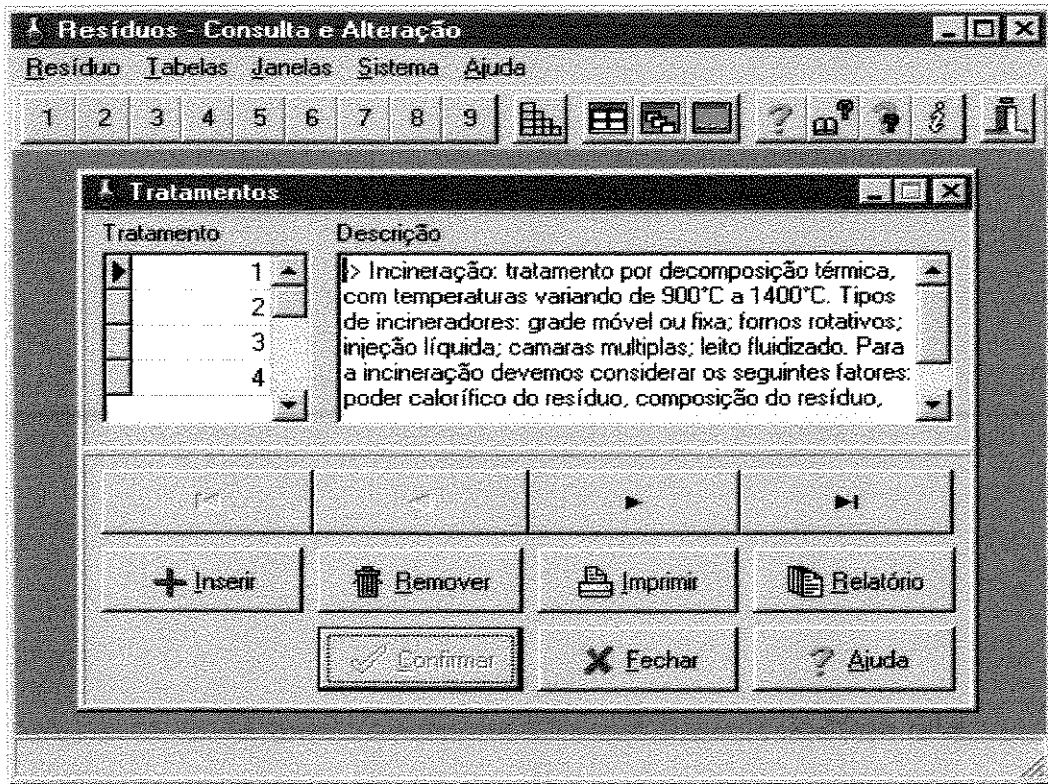 Resíduos - Consulta e Alteração
Resíduo Tabelas Janelas Sistema Ajuda
1 2 3 4 5 6 7 8 9
Tratamentos
Tratamento Descrição
1
2
3
4
|> Incineração: tratamento por decomposição térmica,
com temperaturas variando de 900°C a 1400°C. Tipos
de incineradores: grade móvel ou fixa; fornos rotativos;
injeção líquida; camaras multiplas; leito fluidizado. Para
a incineração devemos considerar os seguintes fatores:
poder calorífico do resíduo, composição do resíduo,
Inserir Remover Imprimir Relatório
Confirmar Fechar Ajuda